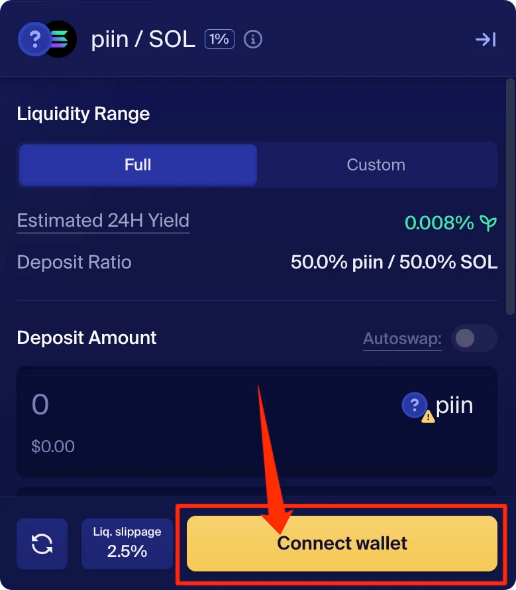 ? piin / SOL 1% i
Liquidity Range
Full Custom
Estimated 24H Yield 0.008%
Deposit Ratio 50.0% piin / 50.0% SOL
Deposit Amount Autoswap:
0 ? piin
$0.00
Liq. slippage
2.5%
Connect wallet